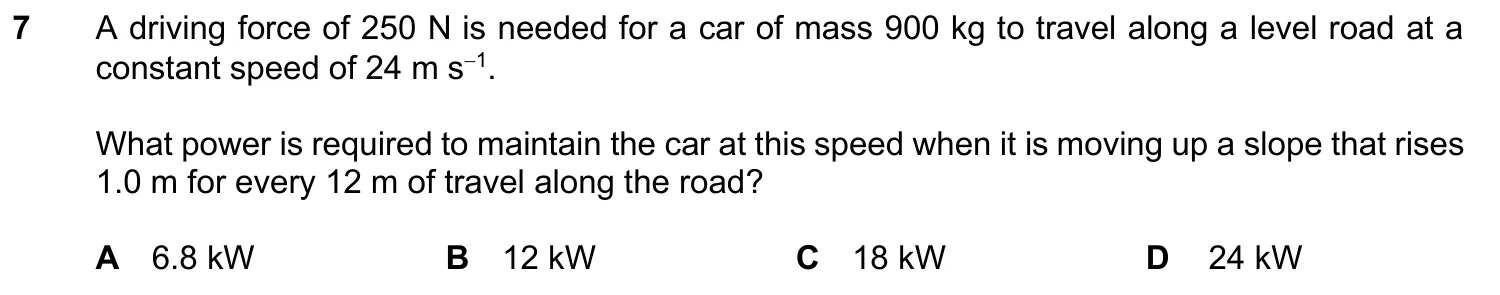 7 A driving force of 250 N is needed for a car of mass 900 kg to travel along a level road at a
constant speed of 24 m s⁻¹.
What power is required to maintain the car at this speed when it is moving up a slope that rises
1.0 m for every 12 m of travel along the road?
A 6.8 kW B 12 kW C 18 kW D 24 kW